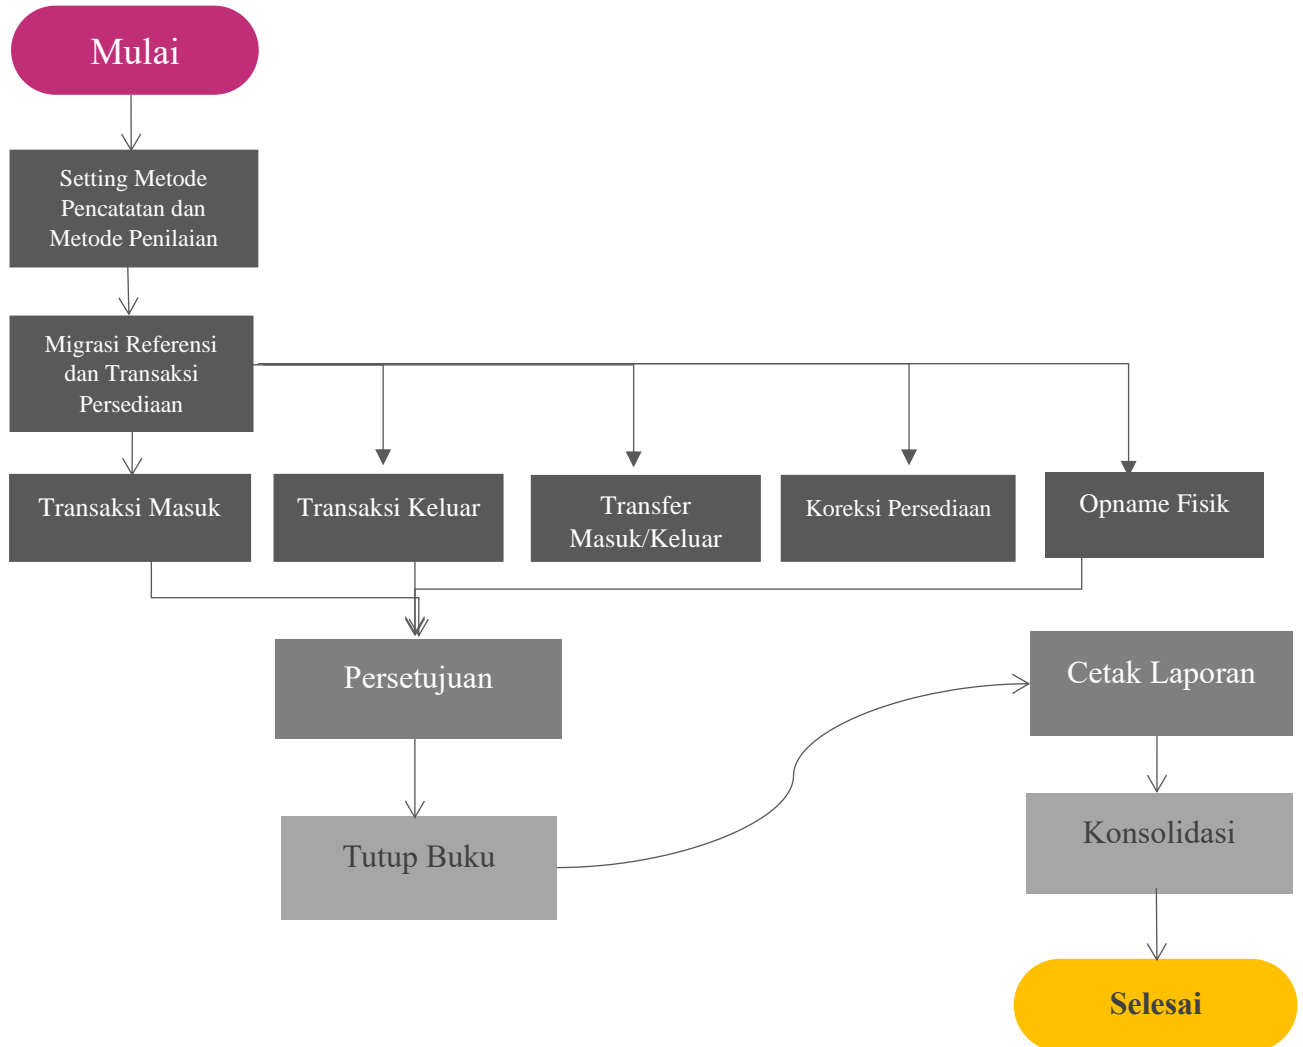 Mulai
Setting Metode
Pencatatan dan
Metode Penilaian
Migrasi Referensi
dan Transaksi
Persediaan
Transaksi Masuk
Transaksi Keluar
Transfer
Masuk/Keluar
Koreksi Persediaan
Opname Fisik
Persetujuan
Cetak Laporan
Tutup Buku
Konsolidasi
Selesai